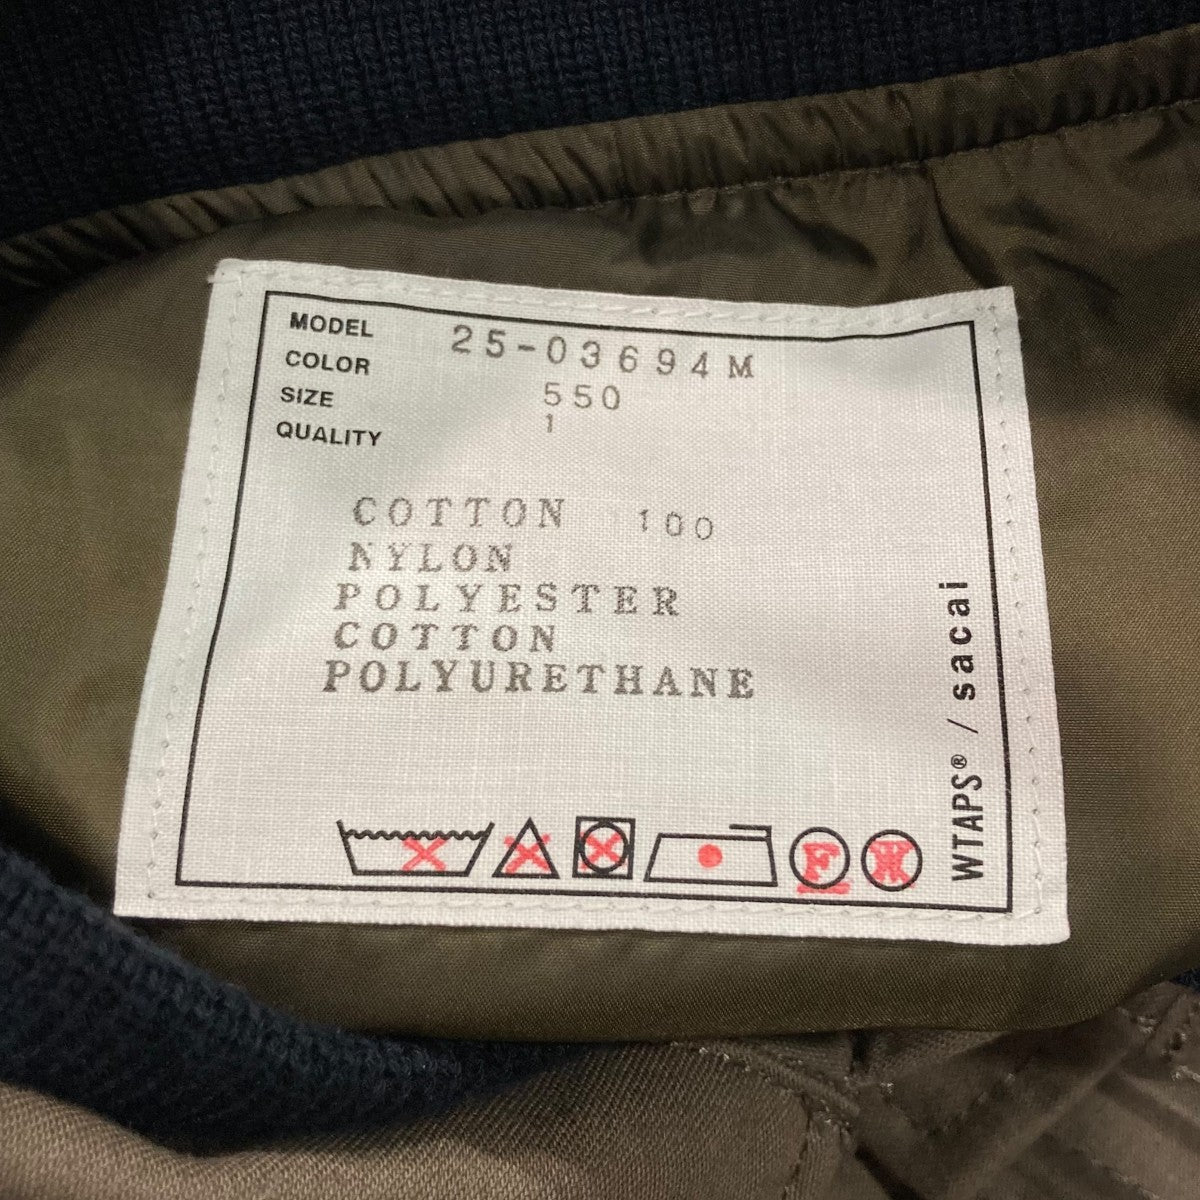 MODEL 25-03694M
COLOR 550
SIZE 1
QUALITY
COTTON 100
NYLON
POLYESTER
COTTON
POLYURETHANE
F W
WTAPS® / sacai